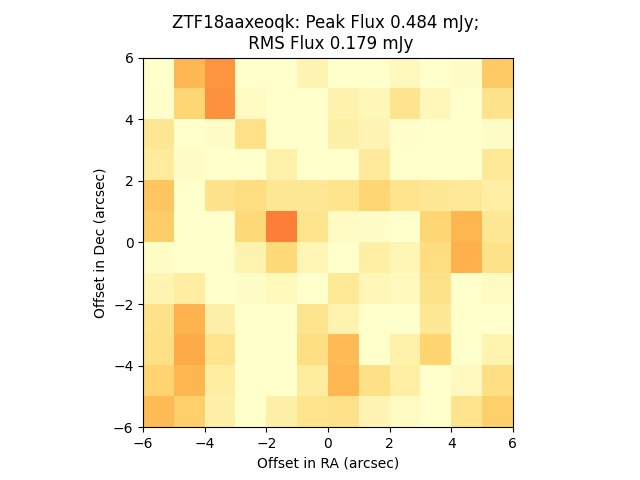 ZTF18aaxeoqk: Peak Flux 0.484 mJy;
RMS Flux 0.179 mJy
6
4
2
0
−2
−4
−6
Offset in Dec (arcsec)
−6 −4 −2 0 2 4 6
Offset in RA (arcsec)